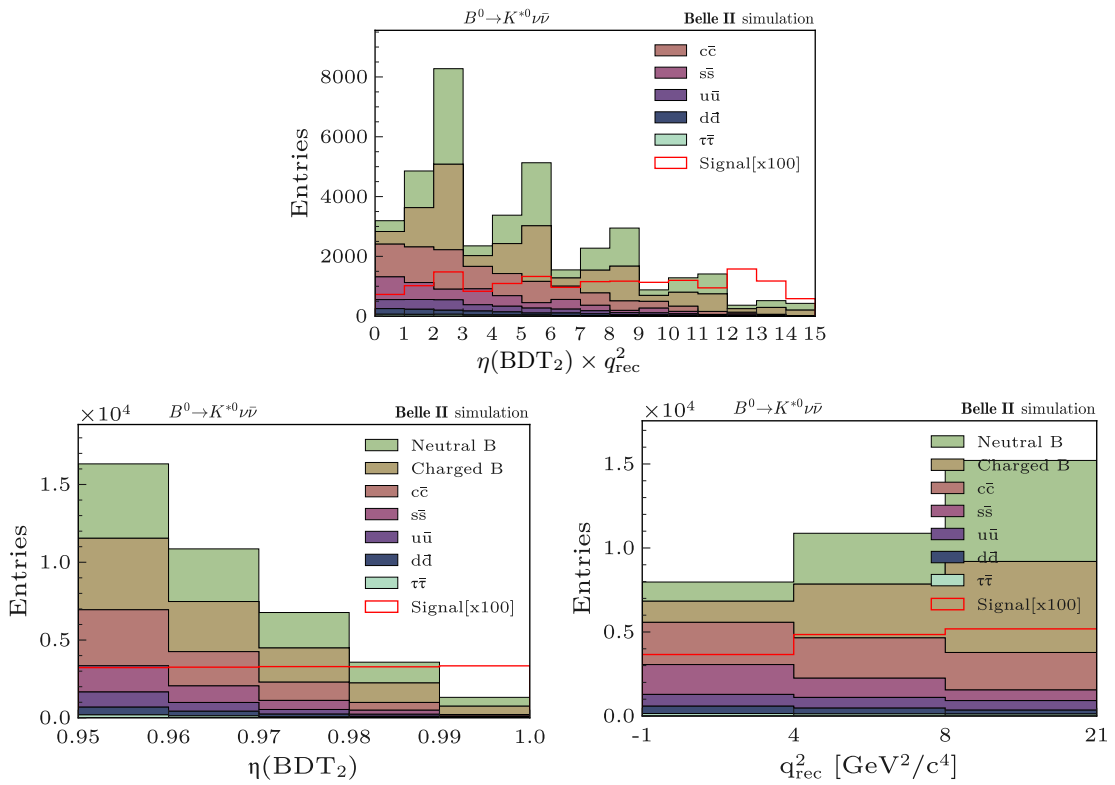 B⁰→K*⁰νν̄ Belle II simulation
Entries
8000
6000
4000
2000
0
cc̄
ss̄
uū
dd̄
ττ̄
Signal[x100]
0 1 2 3 4 5 6 7 8 9 10 11 12 13 14 15
η(BDT₂) × q²rec
×10⁴ B⁰→K*⁰νν̄ Belle II simulation
Entries
1.5
1.0
0.5
0.0
Neutral B
Charged B
cc̄
ss̄
uū
dd̄
ττ̄
Signal[x100]
0.95 0.96 0.97 0.98 0.99 1.0
η(BDT₂)
×10⁴ B⁰→K*⁰νν̄ Belle II simulation
Entries
1.5
1.0
0.5
0.0
Neutral B
Charged B
cc̄
ss̄
uū
dd̄
ττ̄
Signal[x100]
-1 4 8 21
q²rec [GeV²/c⁴]